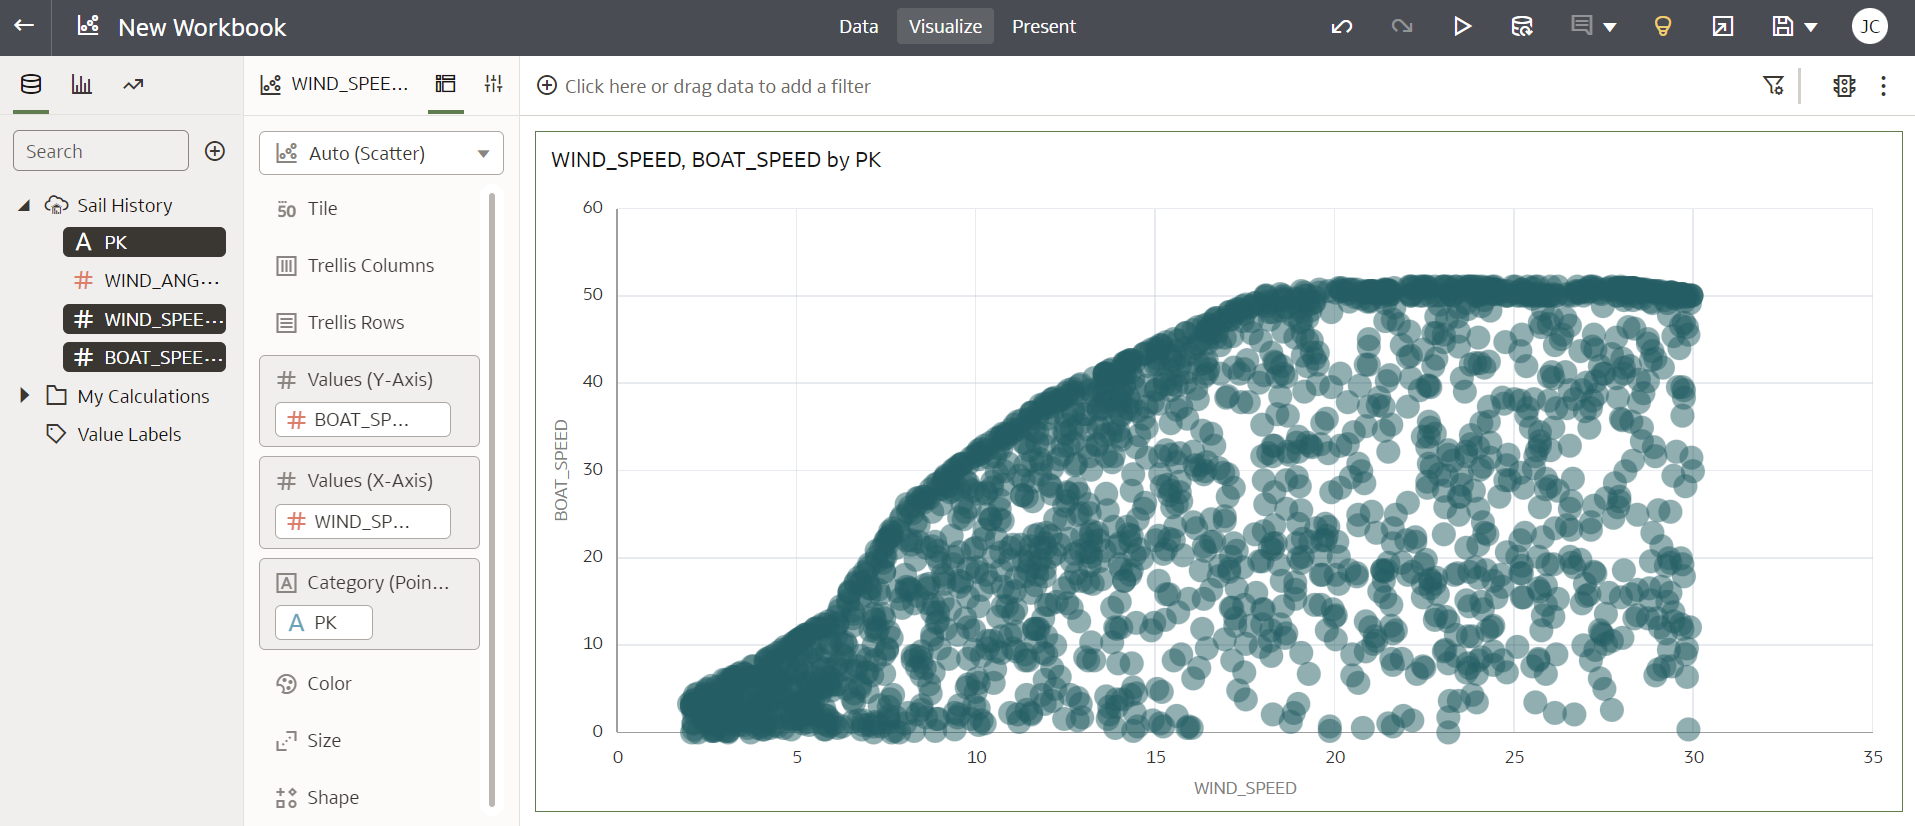 New Workbook
Data
Visualize
Present
JC
WIND_SPEE...
Click here or drag data to add a filter
Search
Sail History
A PK
# WIND_ANG...
# WIND_SPEE...
# BOAT_SPEE...
My Calculations
Value Labels
Auto (Scatter)
50 Tile
Trellis Columns
Trellis Rows
# Values (Y-Axis)
# BOAT_SP...
# Values (X-Axis)
# WIND_SP...
A Category (Poin...
A PK
Color
Size
Shape
WIND_SPEED, BOAT_SPEED by PK
60
50
40
30
20
10
0
BOAT_SPEED
0 5 10 15 20 25 30 35
WIND_SPEED